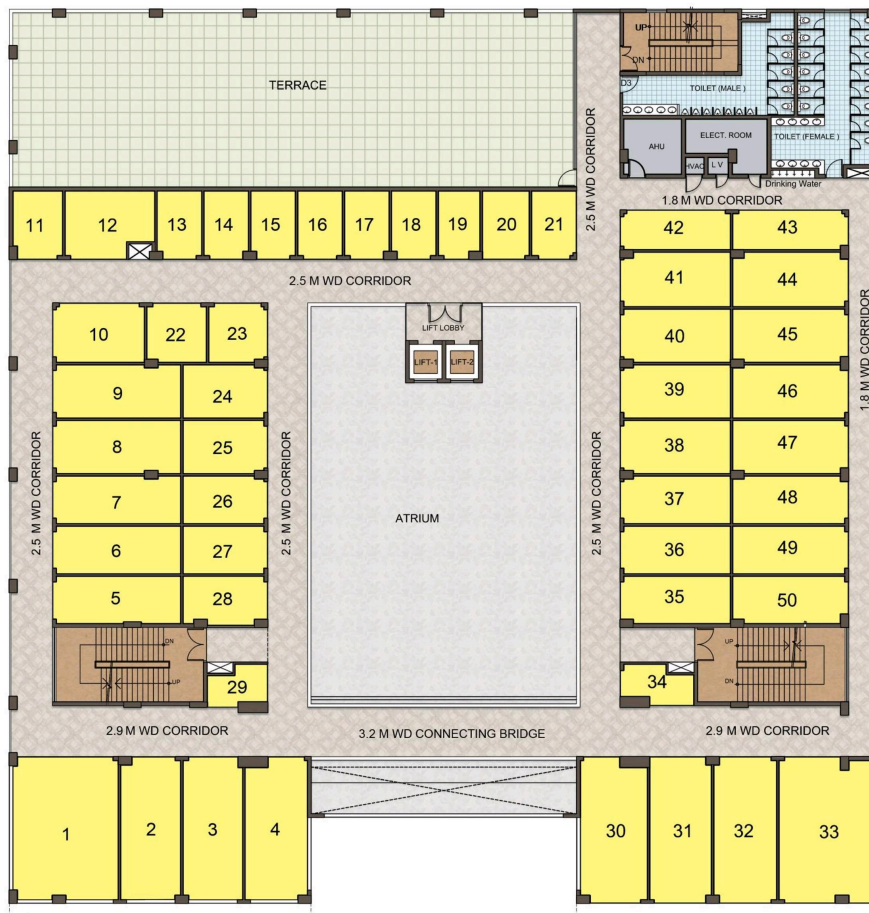 UP
DN
TERRACE
D3
TOILET (MALE )
TOILET (FEMALE )
ELECT. ROOM
AHU
HVAC
L V
Drinking Water
2.5 M WD CORRIDOR
1.8 M WD CORRIDOR
11
12
13
14
15
16
17
18
19
20
21
42
43
2.5 M WD CORRIDOR
41
44
10
22
23
LIFT LOBBY
LIFT-1
LIFT-2
40
45
1.8 M WD CORRIDOR
9
24
39
46
8
25
38
47
2.5 M WD CORRIDOR
2.5 M WD CORRIDOR
ATRIUM
2.5 M WD CORRIDOR
7
26
37
48
6
27
36
49
5
28
35
50
DN
UP
UP
DN
29
34
2.9 M WD CORRIDOR
3.2 M WD CONNECTING BRIDGE
2.9 M WD CORRIDOR
1
2
3
4
30
31
32
33